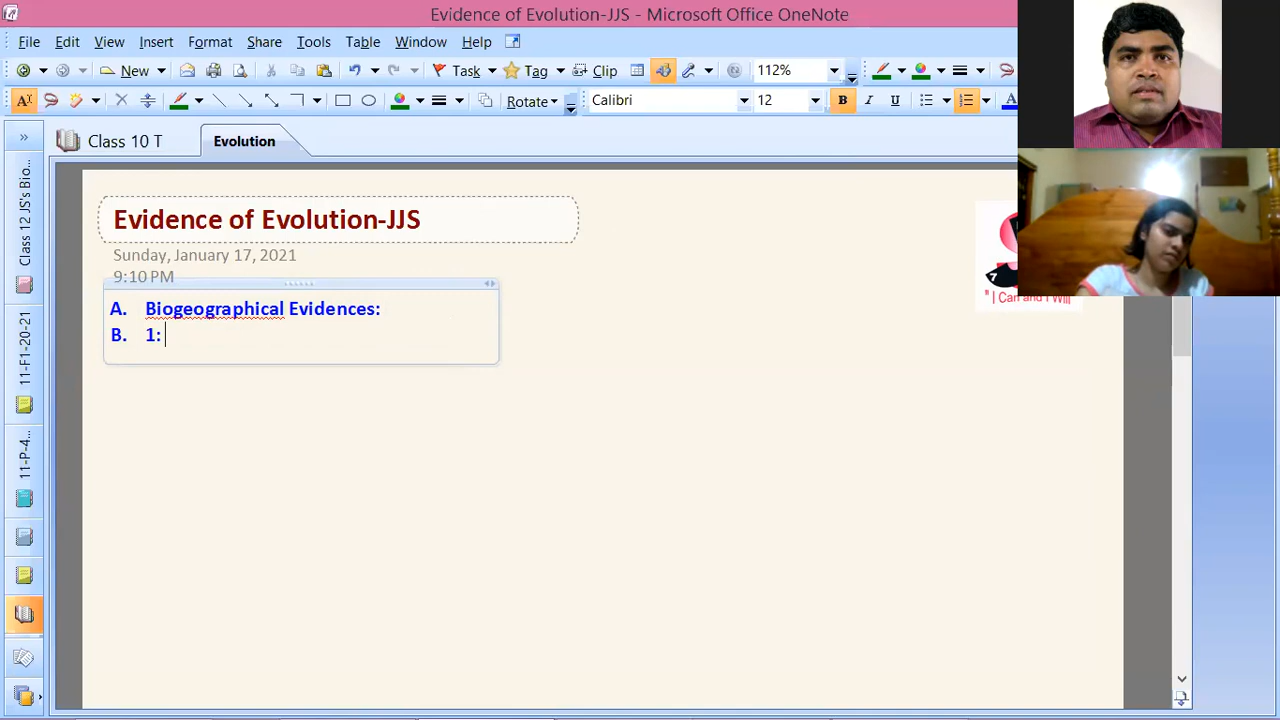 Evidence of Evolution-JJS - Microsoft Office OneNote
File Edit View Insert Format Share Tools Table Window Help
New Task Tag Clip 112%
Rotate Calibri 12 B I U A
Class 10 T Evolution
Class 12 JS's Bio...
11-F1-20-21
11-P-4...
Evidence of Evolution-JJS
Sunday, January 17, 2021
9:10 PM
A. Biogeographical Evidences:
B. 1:
7
" I Can and I Will